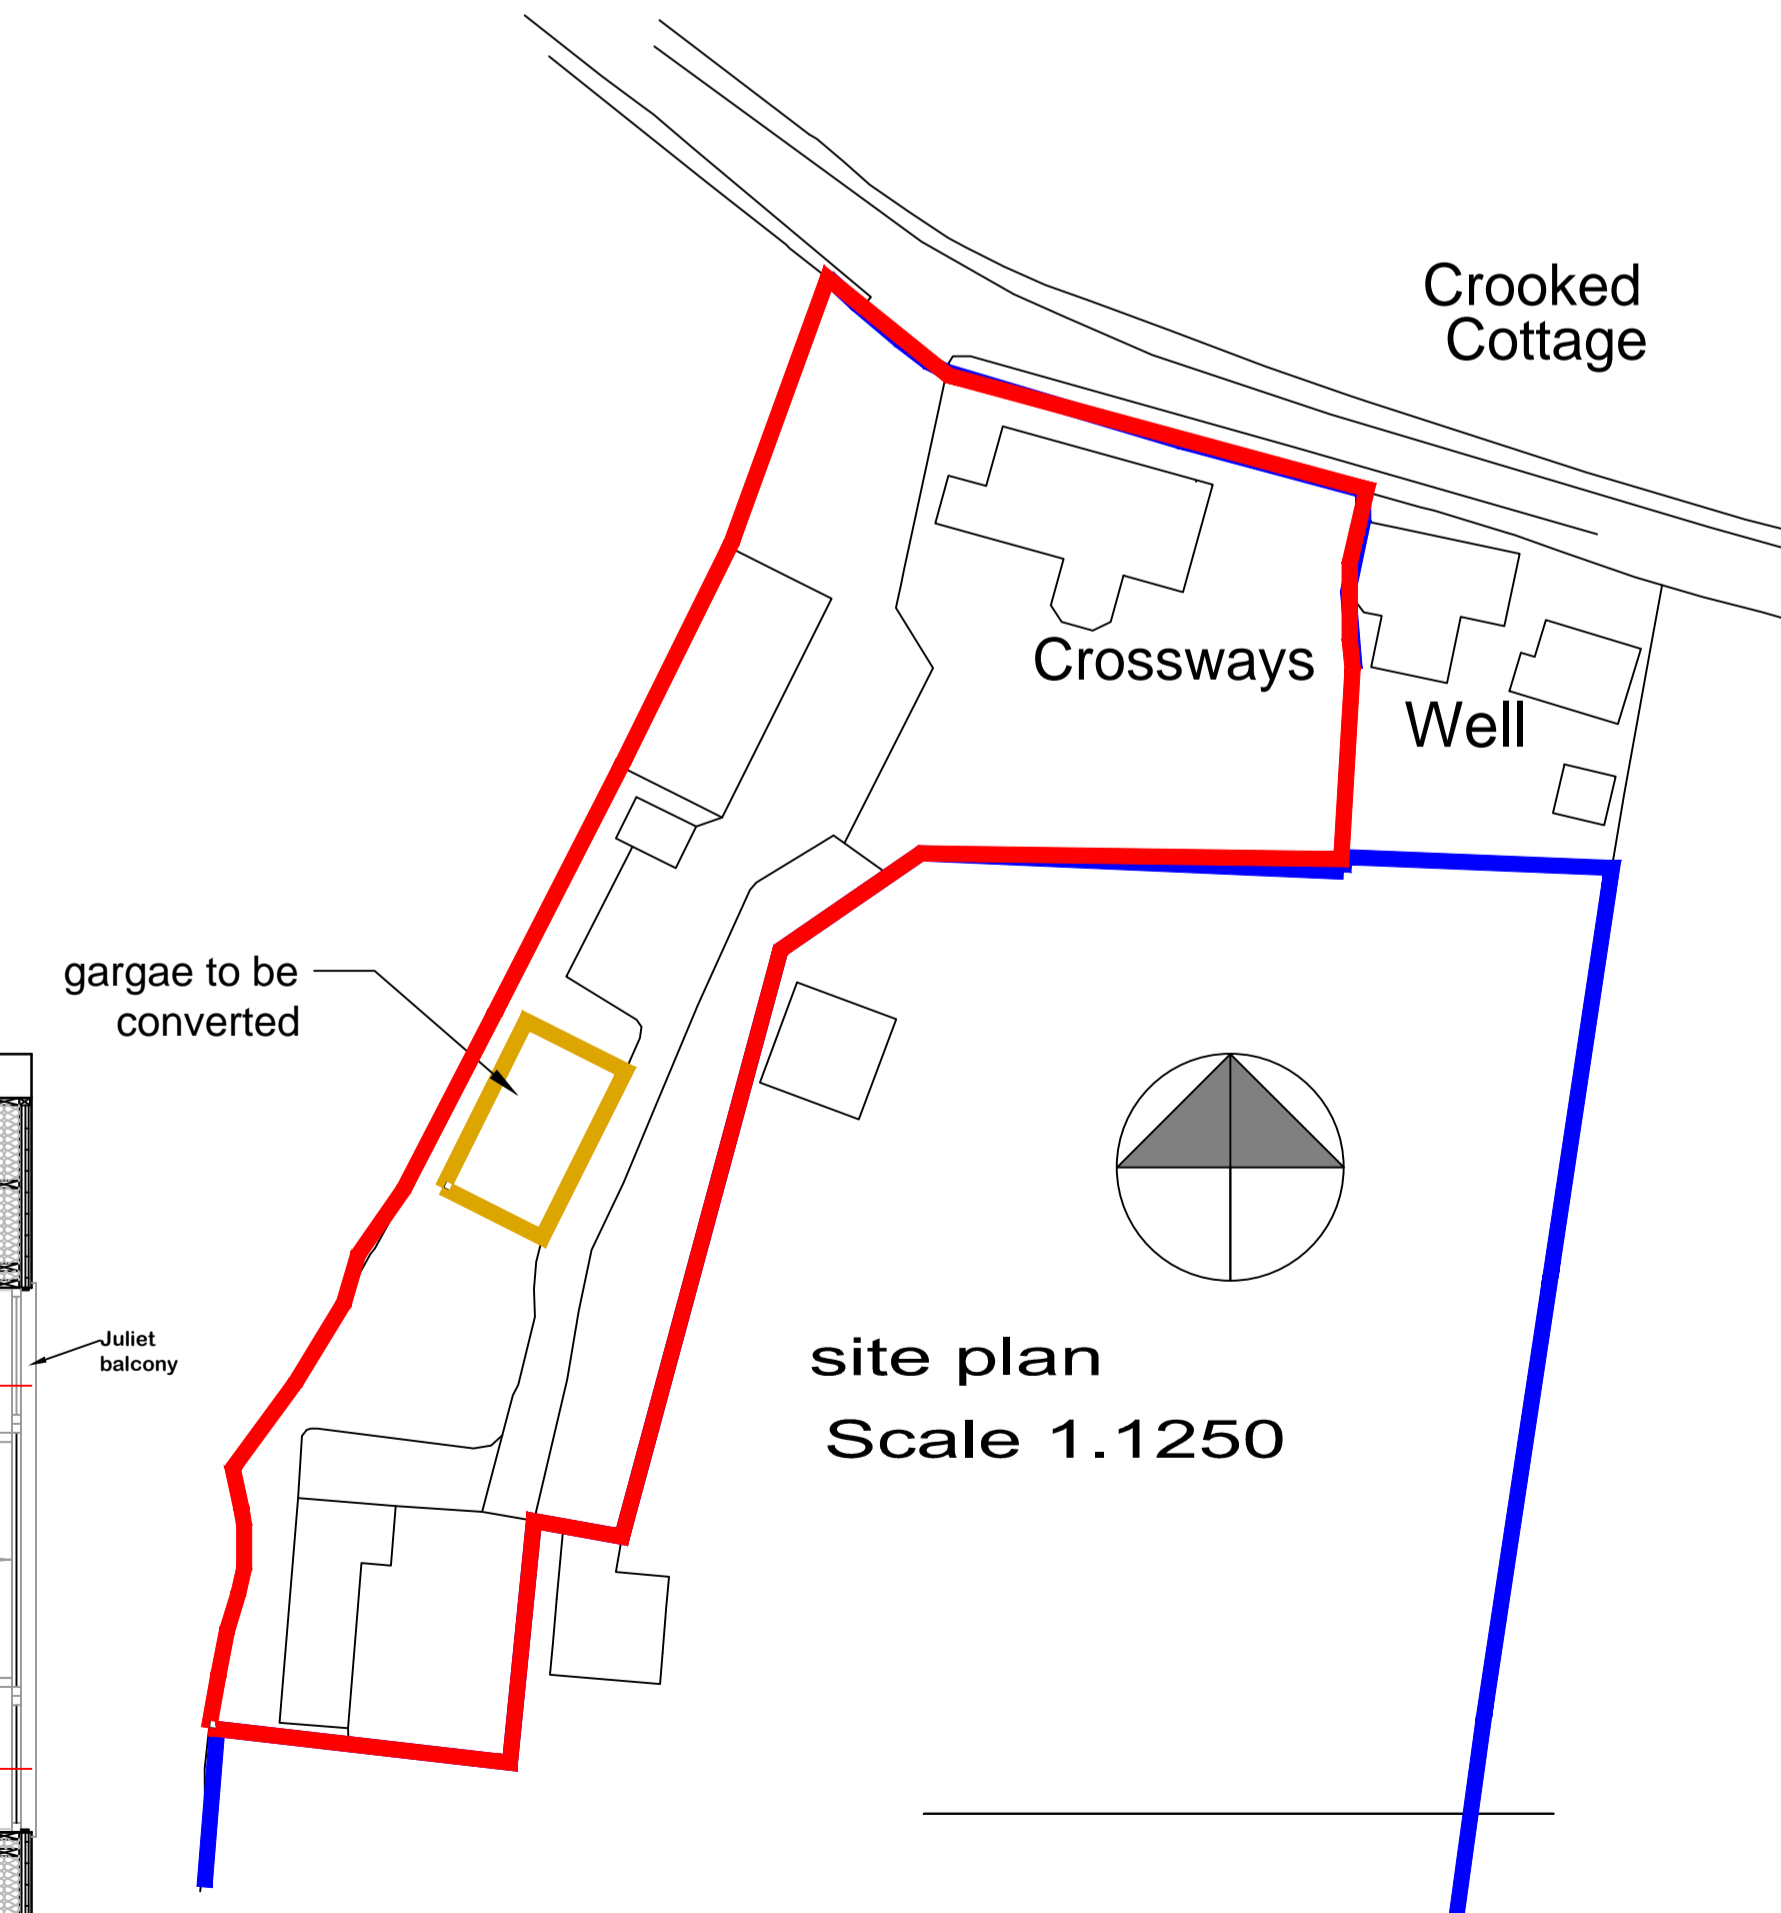 Crooked
Cottage
Crossways
Well
gargae to be
converted
Juliet
balcony
site plan
Scale 1.1250